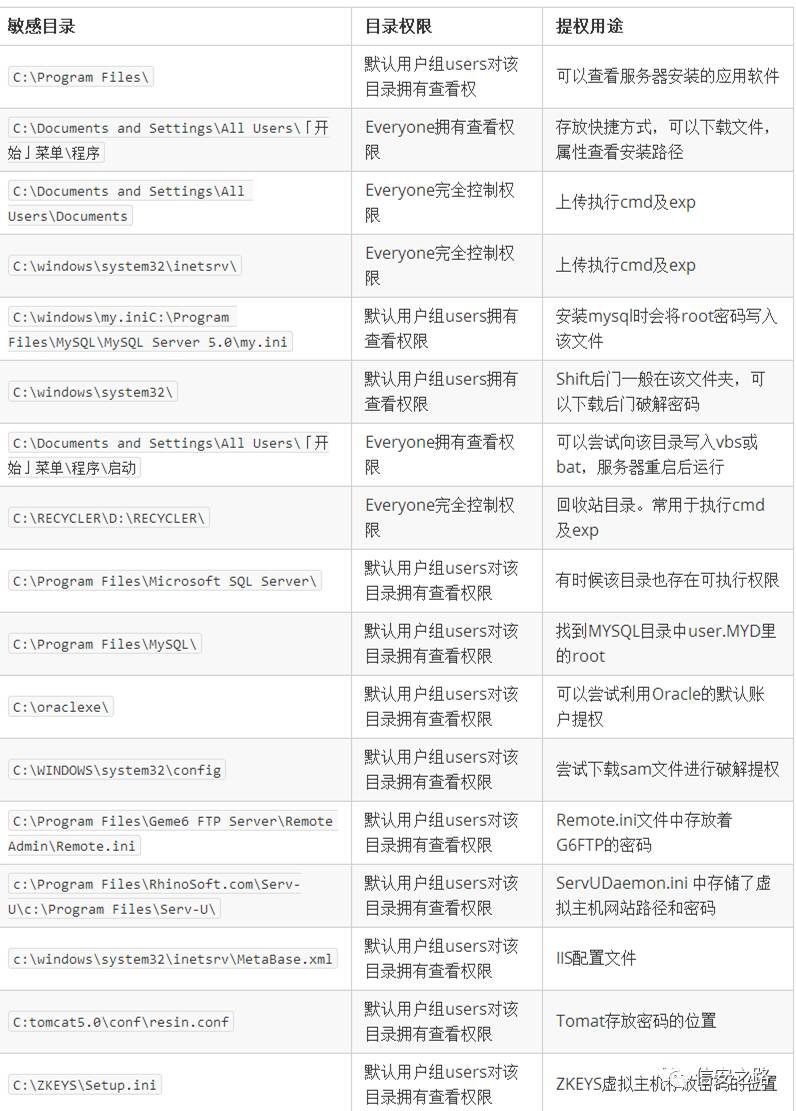 敏感目录
目录权限
提权用途
C:\Program Files\
默认用户组users对该
目录拥有查看权
可以查看服务器安装的应用软件
C:\Documents and Settings\All Users\「开
始」菜单\程序
Everyone拥有查看权
限
存放快捷方式，可以下载文件，
属性查看安装路径
C:\Documents and Settings\All
Users\Documents
Everyone完全控制权
限
上传执行cmd及exp
C:\windows\system32\inetsrv\
Everyone完全控制权
限
上传执行cmd及exp
C:\windows\my.iniC:\Program
Files\MySQL\MySQL Server 5.0\my.ini
默认用户组users拥有
查看权限
安装mysql时会将root密码写入
该文件
C:\windows\system32\
默认用户组users拥有
查看权限
Shift后门一般在该文件夹，可
以下载后门破解密码
C:\Documents and Settings\All Users\「开
始」菜单\程序\启动
Everyone拥有查看权
限
可以尝试向该目录写入vbs或
bat，服务器重启后运行
C:\RECYCLER\D:\RECYCLER\
Everyone完全控制权
限
回收站目录。常用于执行cmd
及exp
C:\Program Files\Microsoft SQL Server\
默认用户组users对该
目录拥有查看权限
有时候该目录也存在可执行权限
C:\Program Files\MySQL\
默认用户组users对该
目录拥有查看权限
找到MYSQL目录中user.MYD里
的root
C:\oraclexe\
默认用户组users对该
目录拥有查看权限
可以尝试利用Oracle的默认账
户提权
C:\WINDOWS\system32\config
默认用户组users对该
目录拥有查看权限
尝试下载sam文件进行破解提权
C:\Program Files\Geme6 FTP Server\Remote
Admin\Remote.ini
默认用户组users对该
目录拥有查看权限
Remote.ini文件中存放着
G6FTP的密码
c:\Program Files\RhinoSoft.com\Serv-
U\c:\Program Files\Serv-U\
默认用户组users对该
目录拥有查看权限
ServUDaemon.ini 中存储了虚
拟主机网站路径和密码
c:\windows\system32\inetsrv\MetaBase.xml
默认用户组users对该
目录拥有查看权限
IIS配置文件
C:tomcat5.0\conf\resin.conf
默认用户组users对该
目录拥有查看权限
Tomat存放密码的位置
C:\ZKEYS\Setup.ini
默认用户组users对该
目录拥有查看权限
ZKEYS虚拟主机存放密码的位置
信安之路